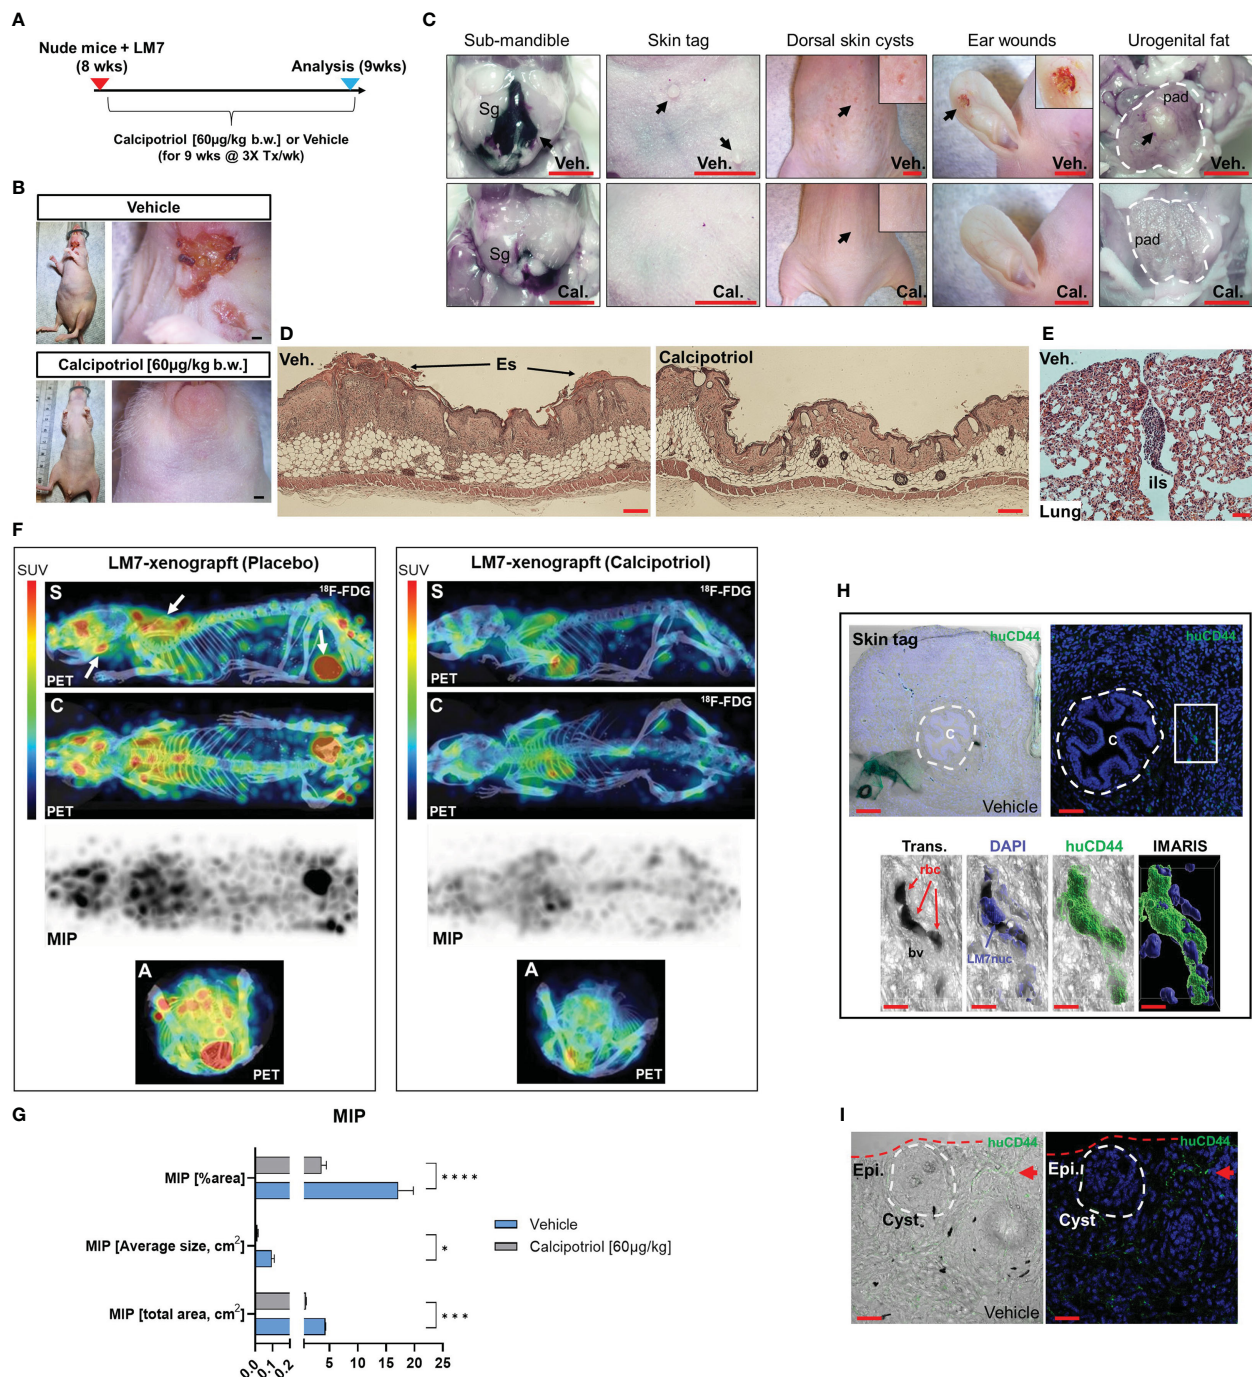 A
Nude mice + LM7
(8 wks)
Analysis (9wks)
Calcipotriol [60µg/kg b.w.] or Vehicle
(for 9 wks @ 3X Tx/wk)
B
Vehicle
Calcipotriol [60µg/kg b.w.]
C
Sub-mandible
Skin tag
Dorsal skin cysts
Ear wounds
Urogenital fat
Sg
Veh.
Veh.
Veh.
Veh.
pad
Veh.
Sg
Cal.
Cal.
Cal.
Cal.
pad
Cal.
D
Veh.
Es
Calcipotriol
E
Veh.
ils
Lung
F
LM7-xenograpft (Placebo)
SUV
S
18F-FDG
PET
C
PET
MIP
A
PET
LM7-xenograpft (Calcipotriol)
SUV
S
18F-FDG
PET
C
18F-FDG
PET
MIP
A
PET
G
MIP
MIP [%area]
MIP [Average size, cm2]
MIP [total area, cm2]
****
*
***
Vehicle
Calcipotriol [60µg/kg]
0.0 0.1 0.2 5 10 15 20 25
H
Skin tag
huCD44
C
Vehicle
huCD44
C
Trans.
DAPI
huCD44
IMARIS
rbc
bv
LM7nuc
I
huCD44
Epi.
Cyst
Vehicle
huCD44
Epi.
Cyst